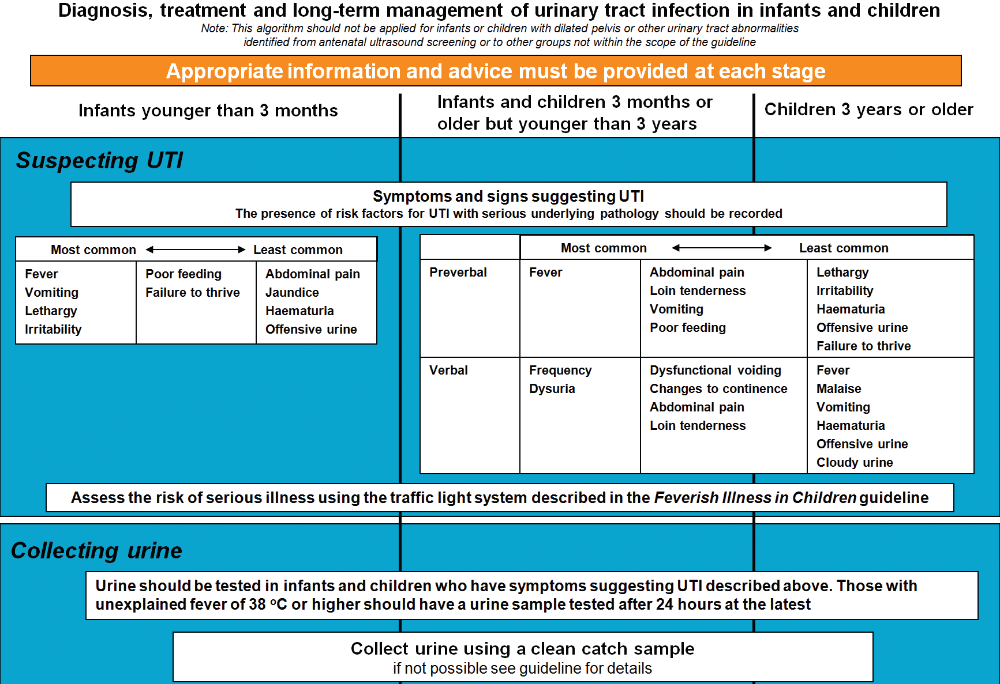 Diagnosis, treatment and long-term management of urinary tract infection in infants and children
Note: This algorithm should not be applied for infants or children with dilated pelvis or other urinary tract abnormalities
identified from antenatal ultrasound screening or to other groups not within the scope of the guideline
Appropriate information and advice must be provided at each stage
Infants younger than 3 months
Infants and children 3 months or
older but younger than 3 years
Children 3 years or older
Suspecting UTI
Symptoms and signs suggesting UTI
The presence of risk factors for UTI with serious underlying pathology should be recorded
Most common
Least common
Fever
Vomiting
Lethargy
Irritability
Poor feeding
Failure to thrive
Abdominal pain
Jaundice
Haematuria
Offensive urine
Most common
Least common
Preverbal
Fever
Abdominal pain
Loin tenderness
Vomiting
Poor feeding
Lethargy
Irritability
Haematuria
Offensive urine
Failure to thrive
Verbal
Frequency
Dysuria
Dysfunctional voiding
Changes to continence
Abdominal pain
Loin tenderness
Fever
Malaise
Vomiting
Haematuria
Offensive urine
Cloudy urine
Assess the risk of serious illness using the traffic light system described in the Feverish Illness in Children guideline
Collecting urine
Urine should be tested in infants and children who have symptoms suggesting UTI described above. Those with
unexplained fever of 38 °C or higher should have a urine sample tested after 24 hours at the latest
Collect urine using a clean catch sample
if not possible see guideline for details